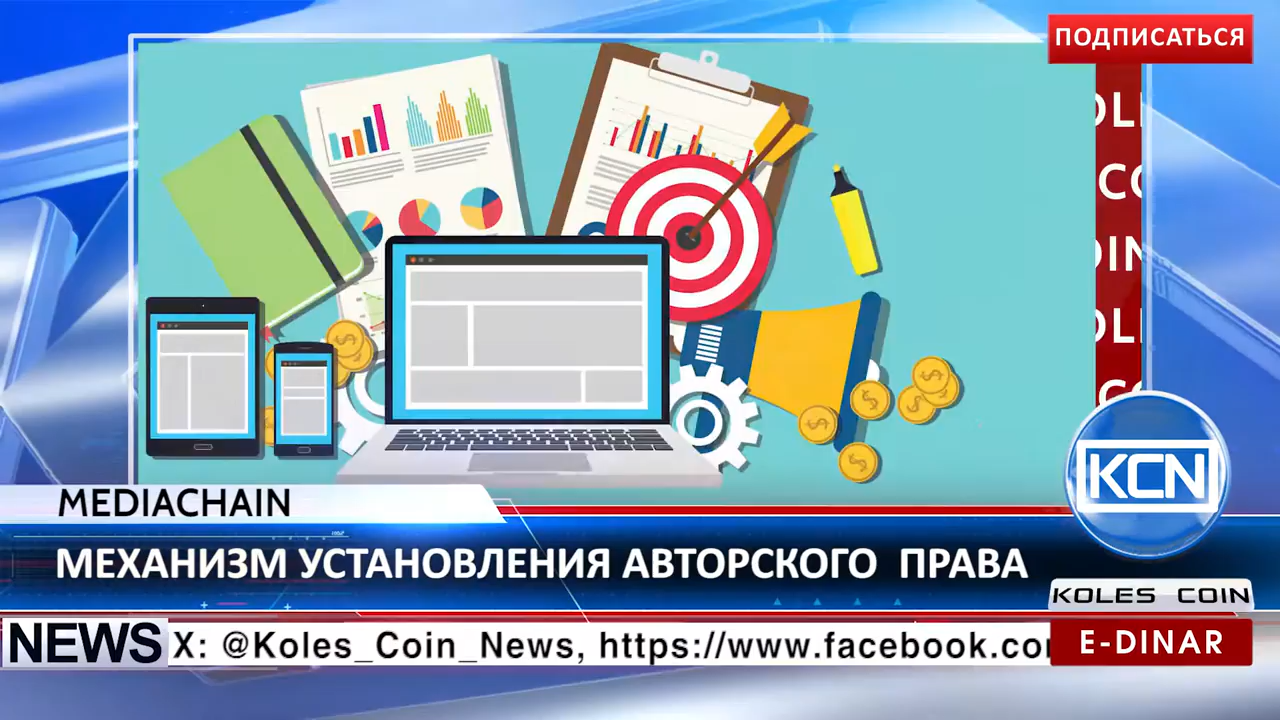 ПОДПИСАТЬСЯ
MEDIACHAIN
МЕХАНИЗМ УСТАНОВЛЕНИЯ АВТОРСКОГО ПРАВА
KCN
KOLES COIN
NEWS X: @Koles_Coin_News, https://www.facebook.co
E-DINAR